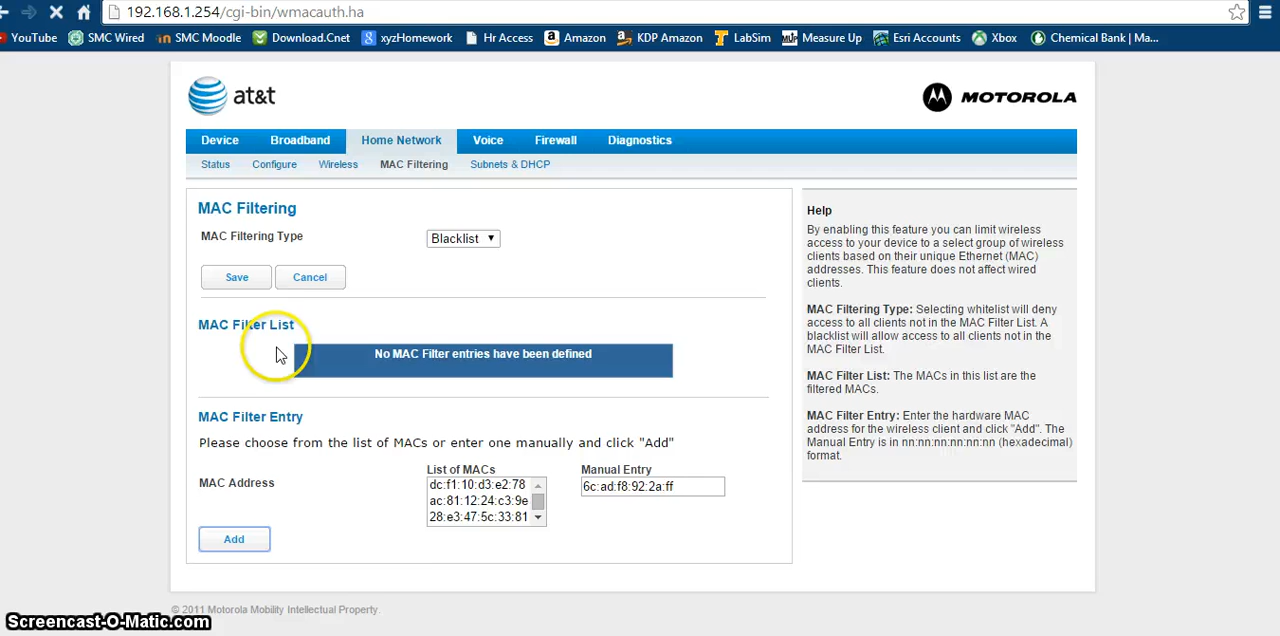 192.168.1.254/cgi-bin/wmacauth.ha
YouTube SMC Wired SMC Moodle Download.Cnet xyzHomework Hr Access Amazon KDP Amazon LabSim Measure Up Esri Accounts Xbox Chemical Bank | Ma...
at&t MOTOROLA
Device Broadband Home Network Voice Firewall Diagnostics
Status Configure Wireless MAC Filtering Subnets & DHCP
MAC Filtering
MAC Filtering Type Blacklist
Save Cancel
MAC Filter List
No MAC Filter entries have been defined
MAC Filter Entry
Please choose from the list of MACs or enter one manually and click "Add"
List of MACs Manual Entry
MAC Address dc:f1:10:d3:e2:78 6c:ad:f8:92:2a:ff
ac:81:12:24:c3:9e
28:e3:47:5c:33:81
Add
Help
By enabling this feature you can limit wireless
access to your device to a select group of wireless
clients based on their unique Ethernet (MAC)
addresses. This feature does not affect wired
clients.
MAC Filtering Type: Selecting whitelist will deny
access to all clients not in the MAC Filter List. A
blacklist will allow access to all clients not in the
MAC Filter List.
MAC Filter List: The MACs in this list are the
filtered MACs.
MAC Filter Entry: Enter the hardware MAC
address for the wireless client and click "Add". The
Manual Entry is in nn:nn:nn:nn:nn:nn (hexadecimal)
format.
© 2011 Motorola Mobility Intellectual Property.
Screencast-O-Matic.com